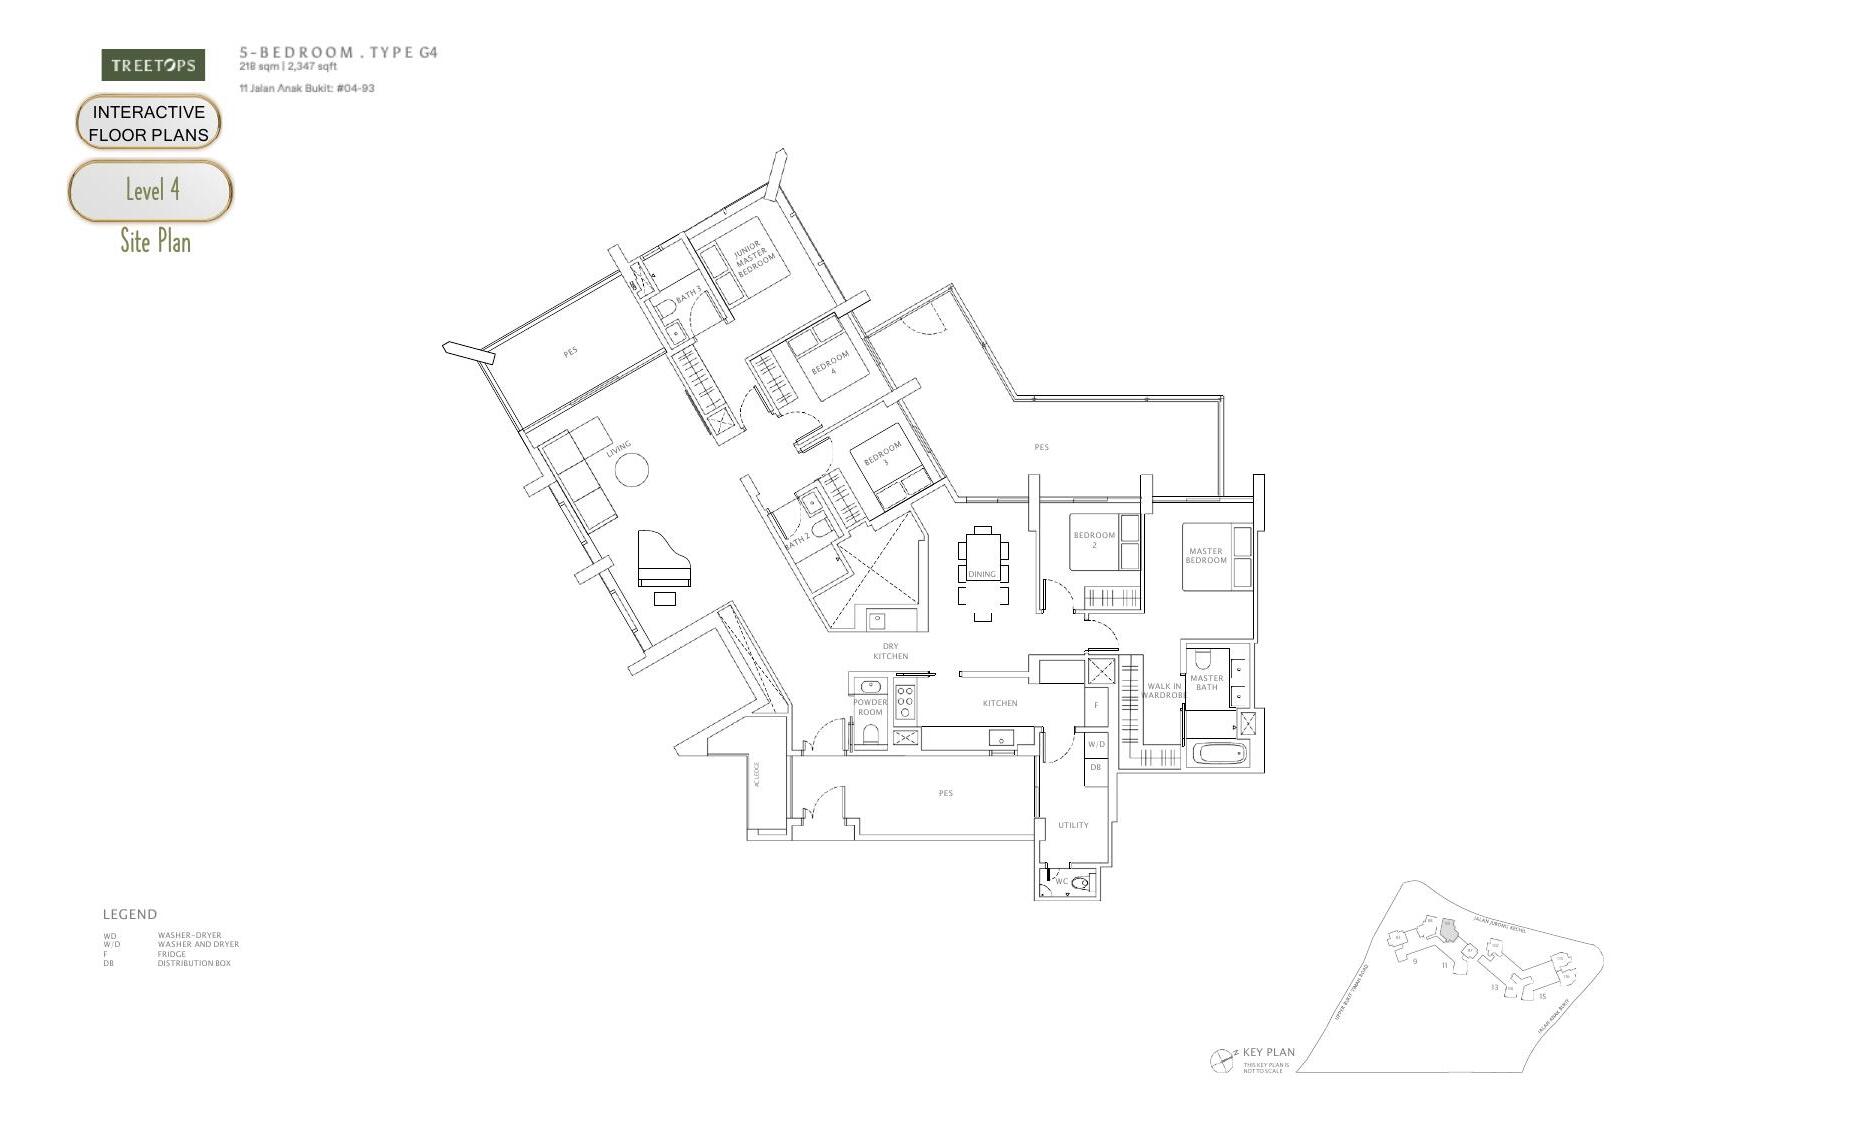 TREETOPS
5-BEDROOM . TYPE G4
218 sqm | 2,347 sqft
11 Jalan Anak Bukit: #04-93
INTERACTIVE
FLOOR PLANS
Level 4
Site Plan
JUNIOR
MASTER
BEDROOM
BATH 3
PES
BEDROOM
4
LIVING
BEDROOM
3
PES
BATH 2
DINING
BEDROOM
2
MASTER
BEDROOM
DRY
KITCHEN
POWDER
ROOM
KITCHEN
F
WALK IN
WARDROBE
MASTER
BATH
W/D
DB
AC LEDGE
PES
UTILITY
WC
LEGEND
WD WASHER-DRYER
W/D WASHER AND DRYER
F FRIDGE
DB DISTRIBUTION BOX
JALAN JURONG KECHIL
UPPER BUKIT TIMAH ROAD
JALAN ANAK BUKIT
9
11
13
15
N
KEY PLAN
THIS KEY PLAN IS
NOT TO SCALE